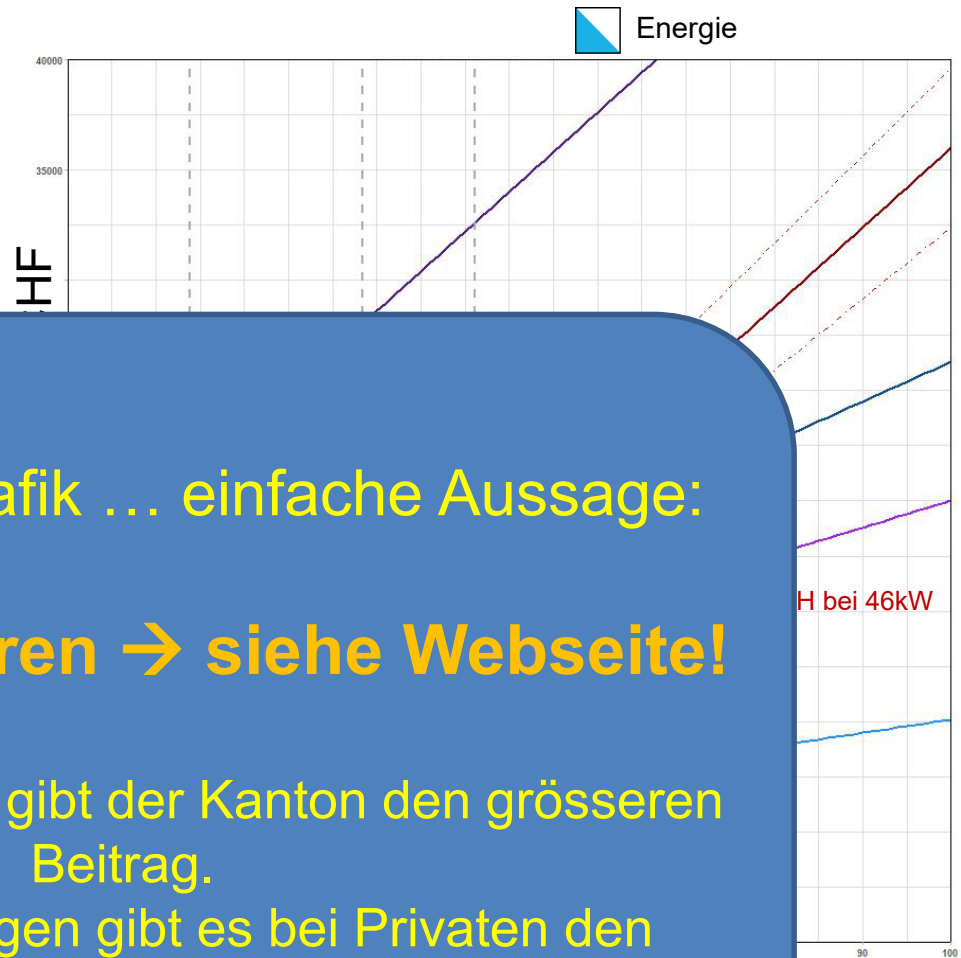 Energie
40000
35000
HF
afik … einfache Aussage:
ren → siehe Webseite!
H bei 46kW
gibt der Kanton den grösseren
Beitrag.
gen gibt es bei Privaten den
90
100